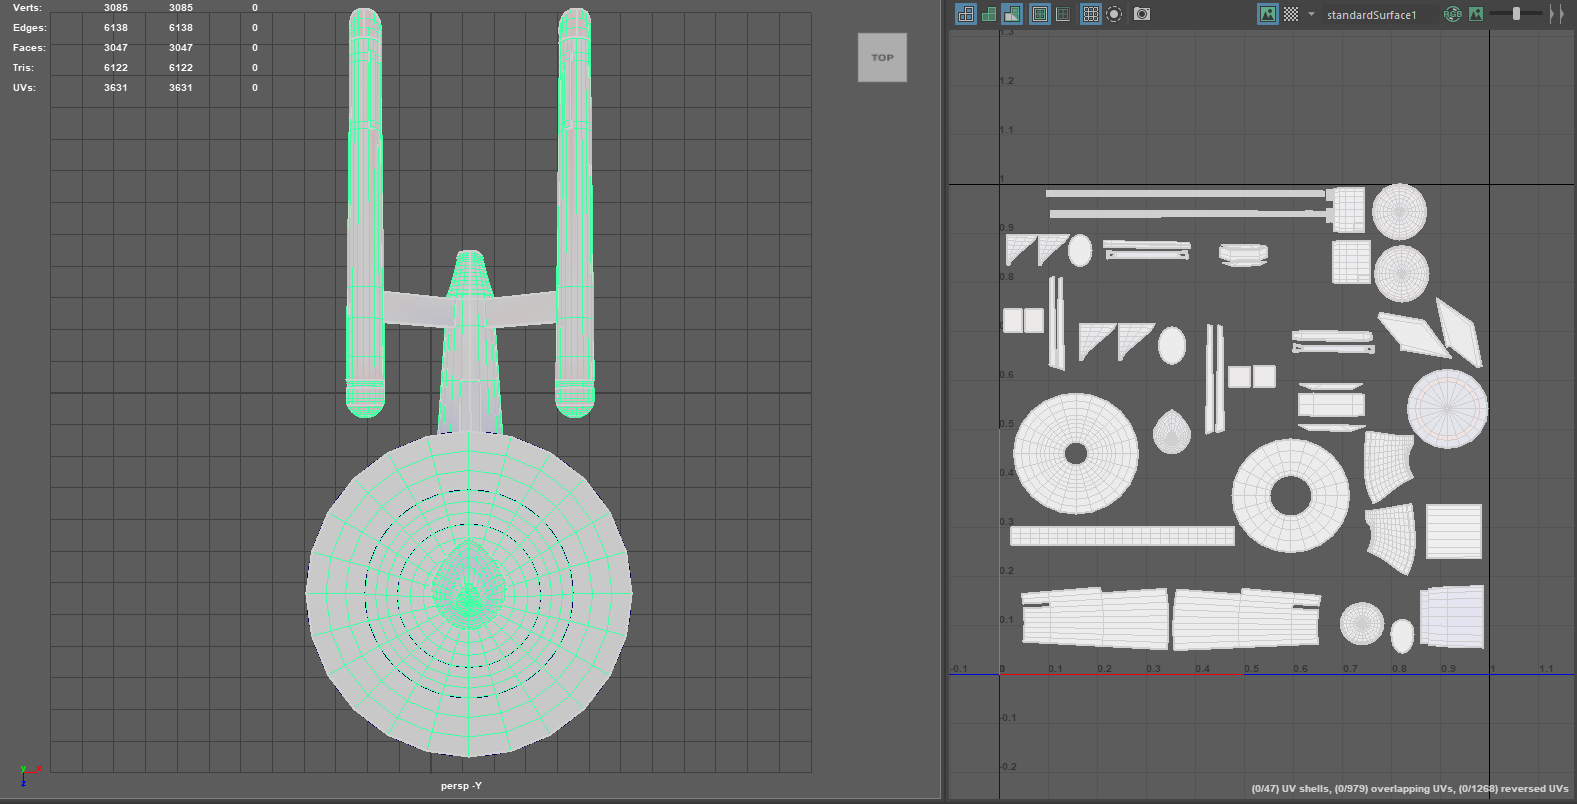 Verts: 3085 3085 0
Edges: 6138 6138 0
Faces: 3047 3047 0
Tris: 6122 6122 0
UVs: 3631 3631 0
TOP
persp -Y
y x
z
standardSurface1
RGB
1.3
1.2
1.1
1
0.9
0.8
0.6
0.5
0.4
0.3
0.2
0.1
-0.1 0 0.1 0.2 0.3 0.4 0.5 0.6 0.7 0.8 0.9 1 1.1
-0.1
-0.2
(0/47) UV shells, (0/979) overlapping UVs, (0/1268) reversed UVs